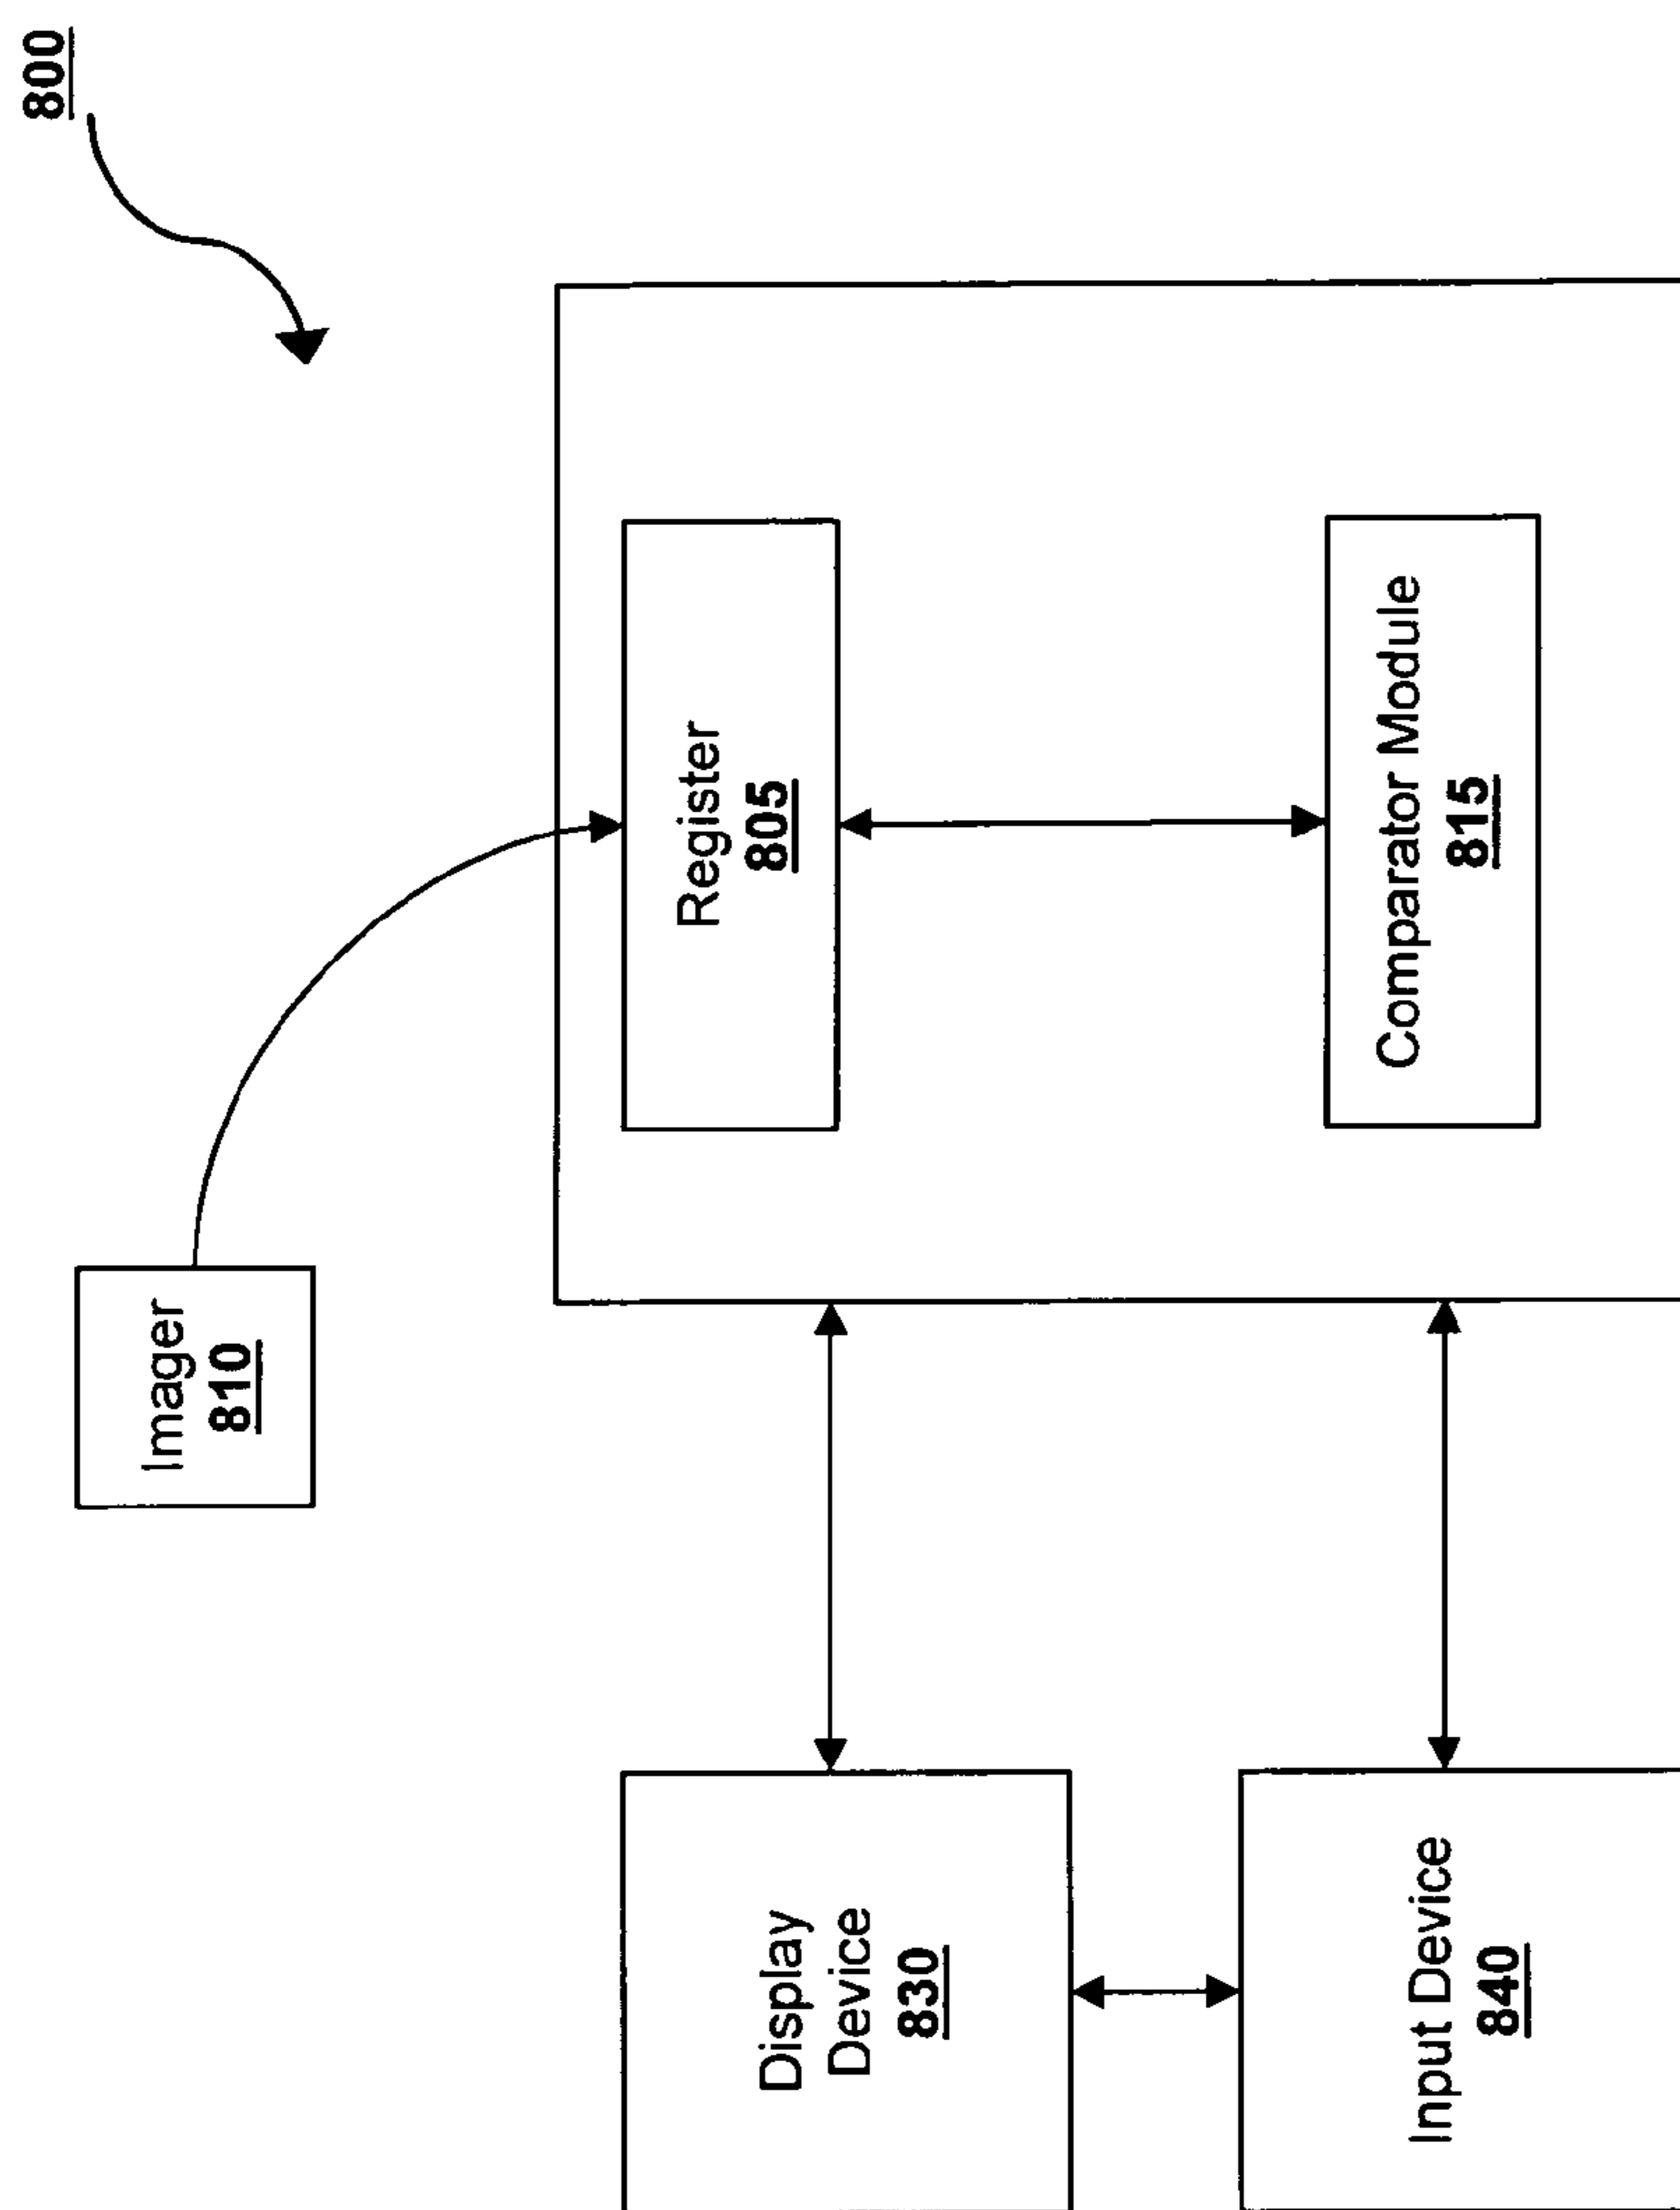 800
Imager
810
Register
805
Comparator Module
815
Display
Device
830
Input Device
840